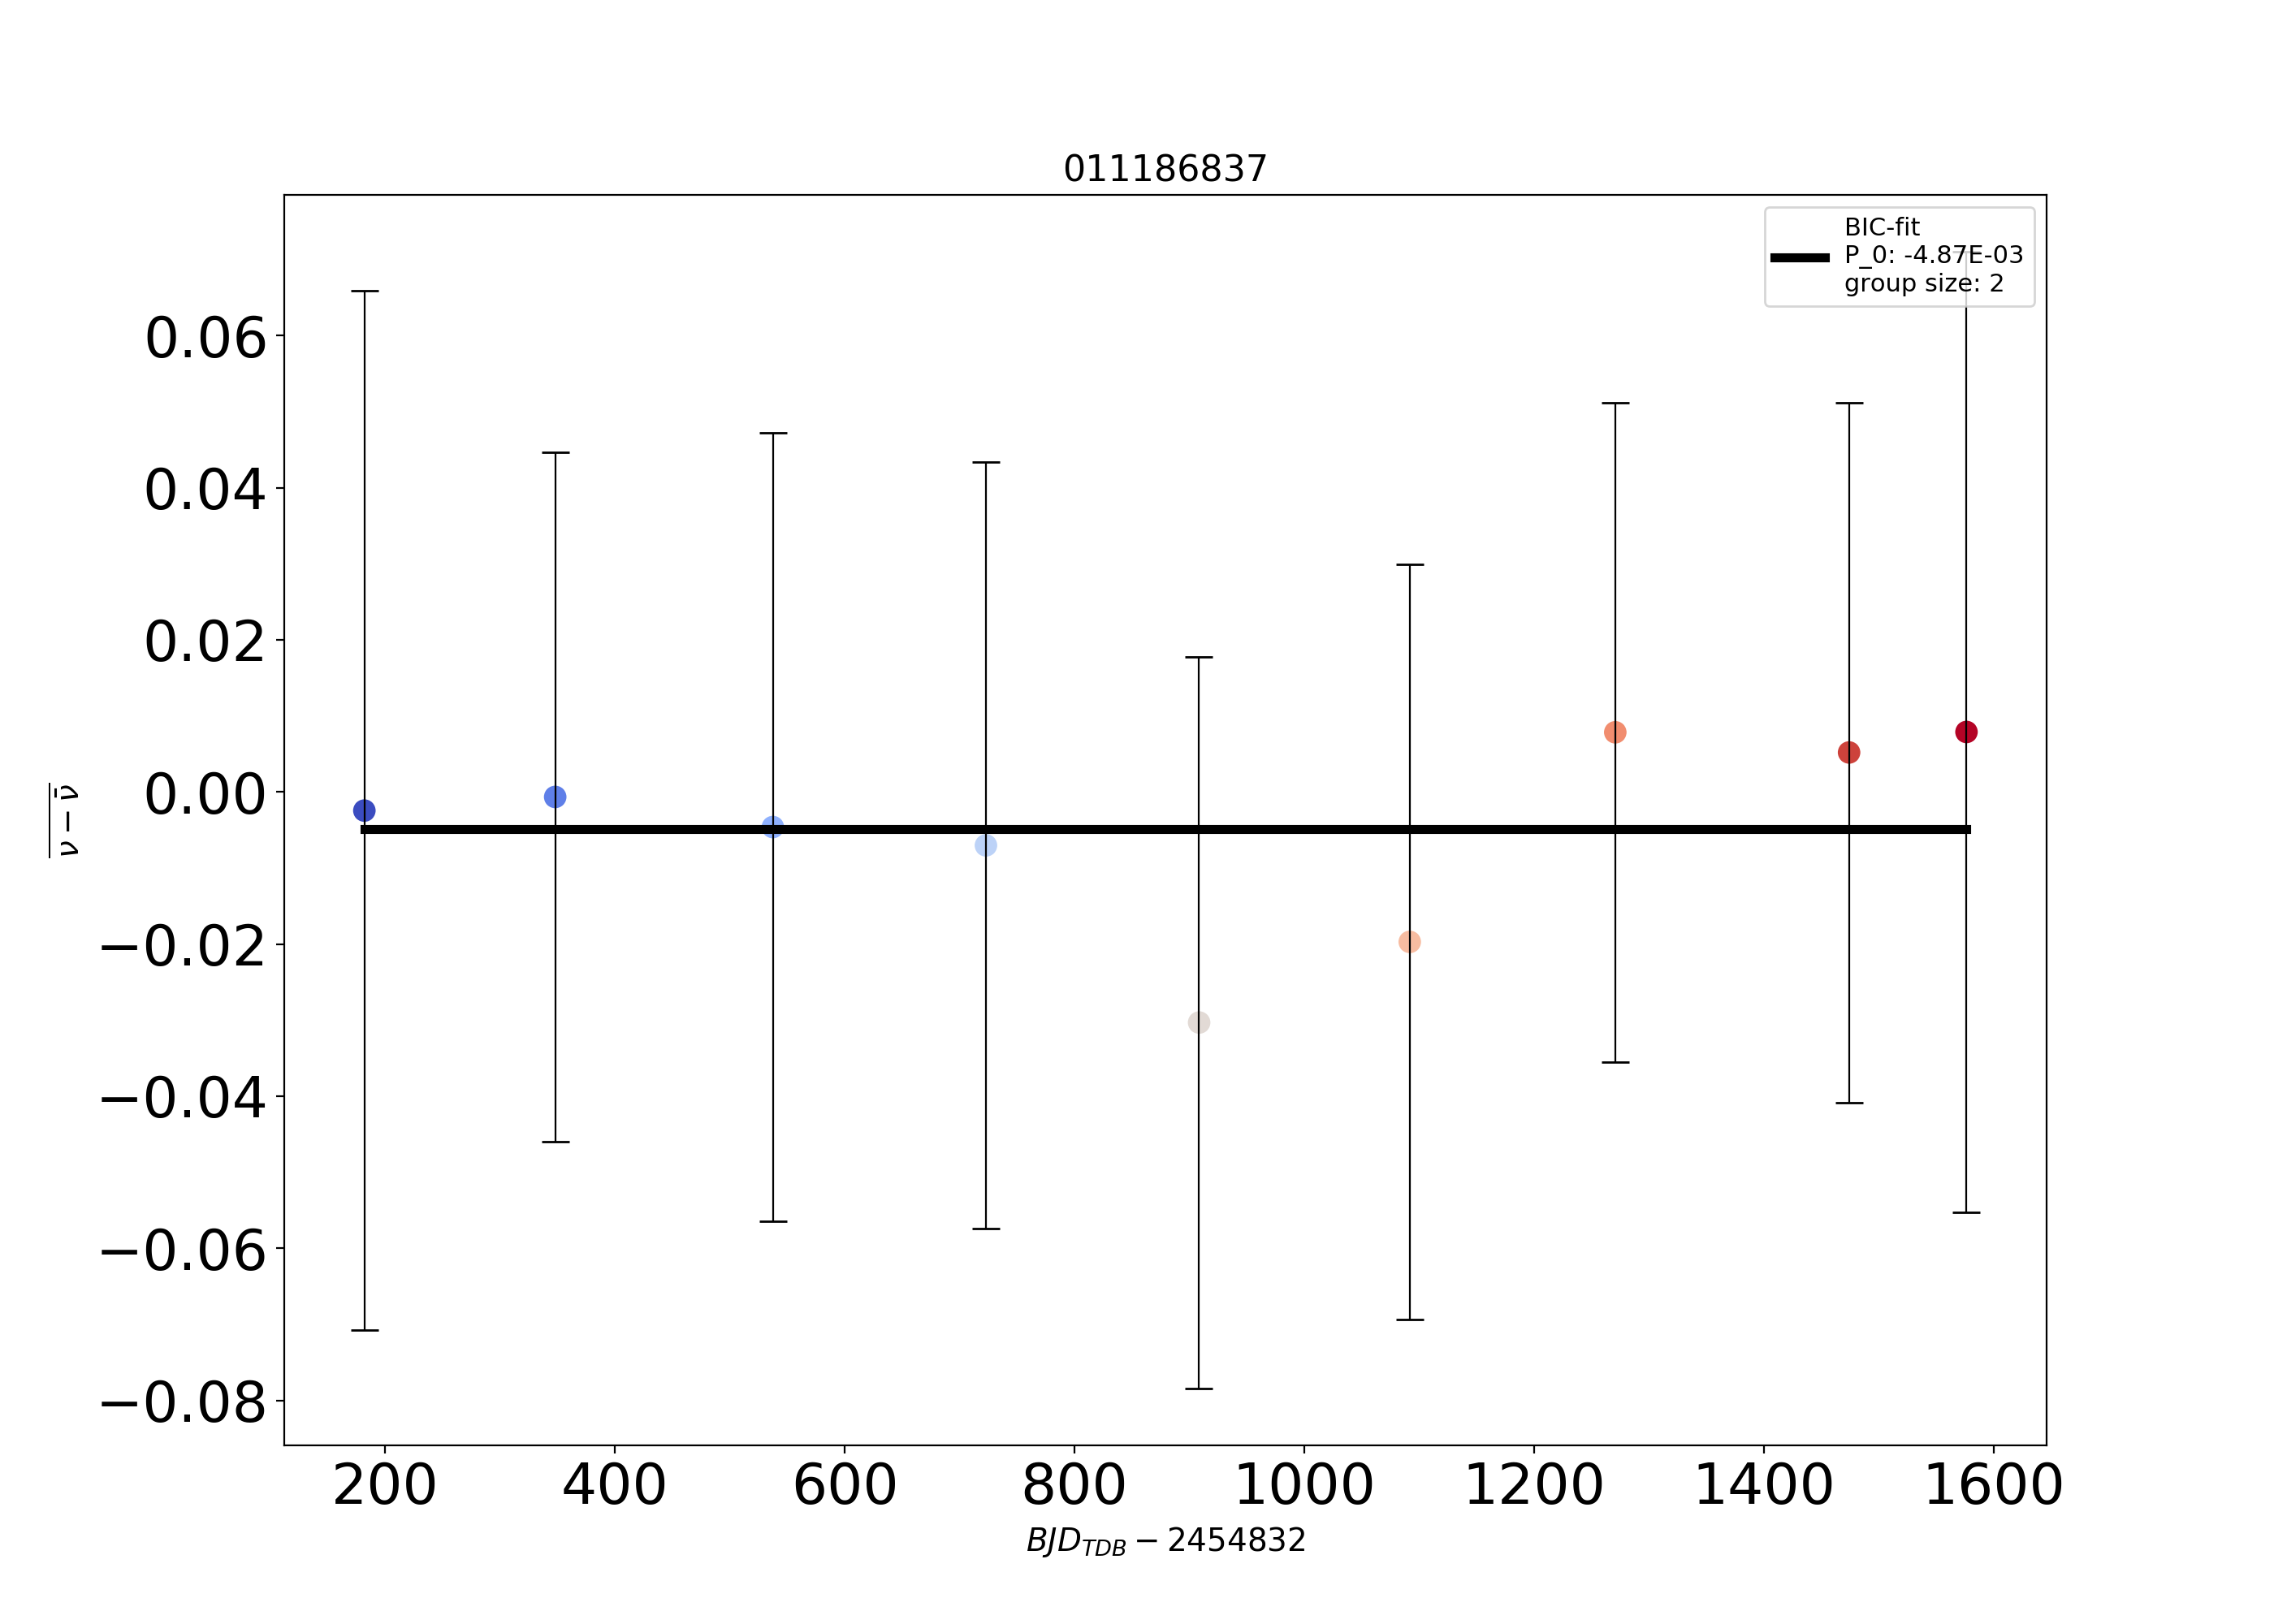 011186837
BIC-fit
P_0: -4.87E-03
group size: 2
0.06
0.04
0.02
0.00
−0.02
−0.04
−0.06
−0.08
ν − ν̄
200 400 600 800 1000 1200 1400 1600
BJD_TDB − 2454832